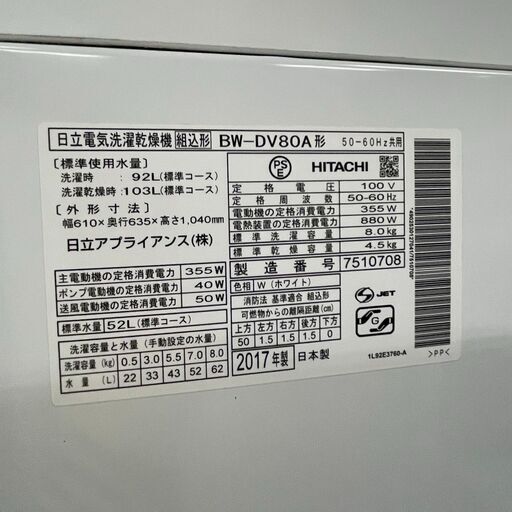 日立電気洗濯乾燥機 組込形 BW-DV80A形 50-60Hz共用
[標準使用水量]
洗濯時: 92L(標準コース)
洗濯乾燥時:103L(標準コース)
[外形寸法]
幅610×奥行635×高さ1,040mm
日立アプライアンス(株)
主電動機の定格消費電力 355W
ポンプ電動機の定格消費電力 40W
送風電動機の定格消費電力 50W
標準水量 52L(標準コース)
洗濯容量と水量(手動設定の水量)
洗濯容量(kg) 0.5 3.0 5.5 7.0 8.0
水量(L) 22 33 43 52 62
PS E HITACHI
定格電圧 100V
定格周波数 50-60Hz
電動機の定格消費電力 355W
電熱装置の定格消費電力 880W
標準洗濯容量 8.0kg
標準乾燥容量 4.5kg
製造番号 7510708
色相 W(ホワイト)
消防法 基準適合 組込形
可燃物からの離隔距離(cm)
上方 左方 右方 前方 後方 下方
50 1.5 1.5 1.5 0
2017年製 日本製
JET
G
1L92E3760-A
>PP<